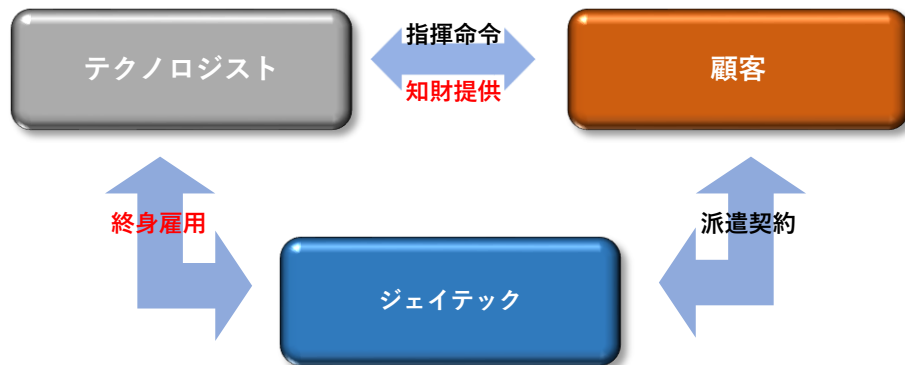 指揮命令
テクノロジスト
顧客
知財提供
終身雇用
派遣契約
ジェイテック